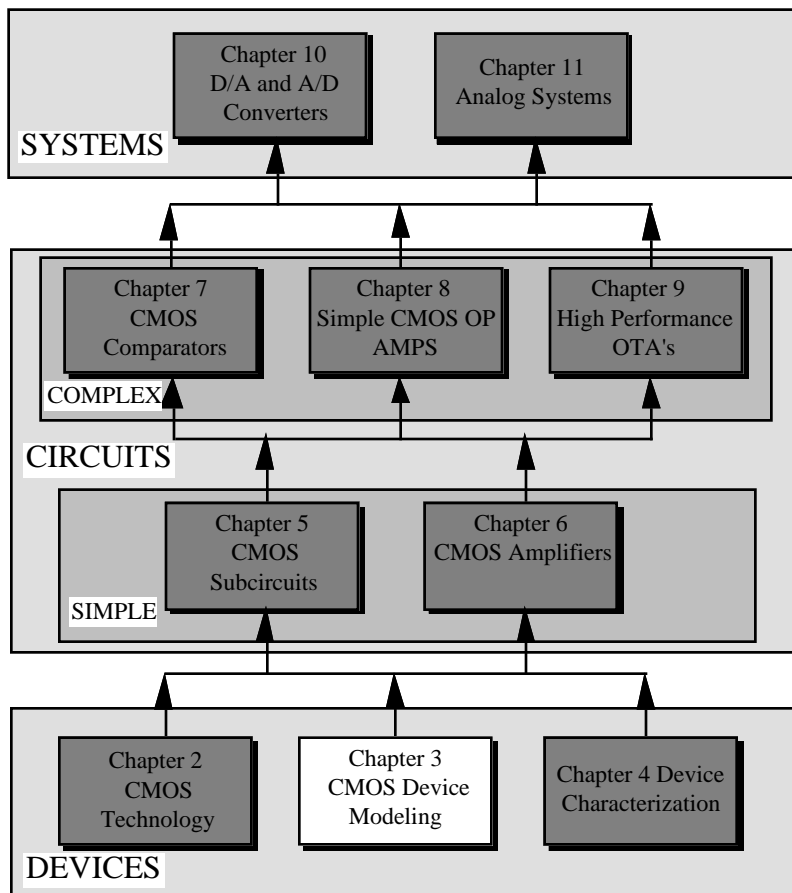 Chapter 10
D/A and A/D
Converters
Chapter 11
Analog Systems
SYSTEMS
Chapter 7
CMOS
Comparators
Chapter 8
Simple CMOS OP
AMPS
Chapter 9
High Performance
OTA's
COMPLEX
CIRCUITS
Chapter 5
CMOS
Subcircuits
Chapter 6
CMOS Amplifiers
SIMPLE
Chapter 2
CMOS
Technology
Chapter 3
CMOS Device
Modeling
Chapter 4 Device
Characterization
DEVICES